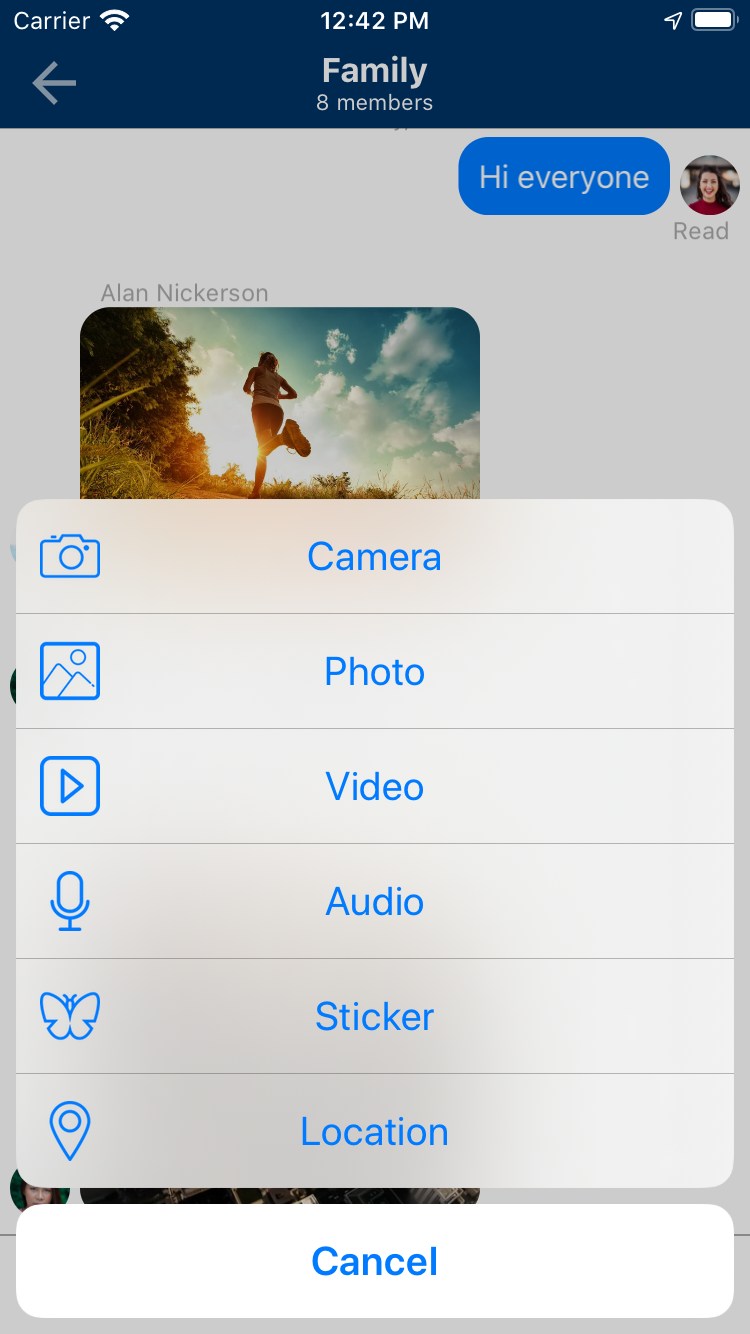 Carrier 12:42 PM
Family
8 members
Hi everyone
Read
Alan Nickerson
Camera
Photo
Video
Audio
Sticker
Location
Cancel